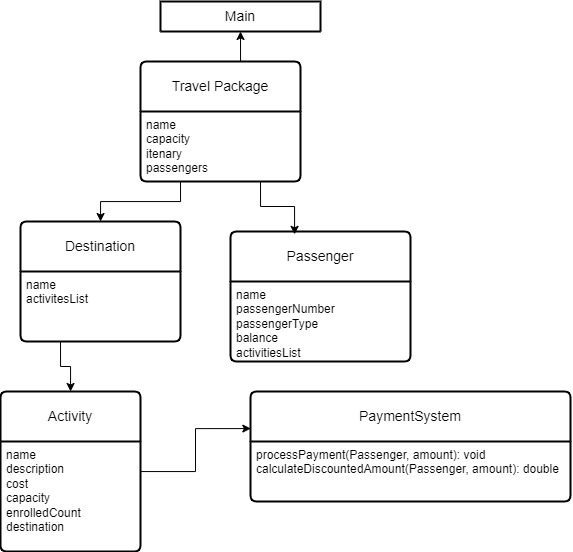 Main
Travel Package
name
capacity
itenary
passengers
Destination
name
activitesList
Passenger
name
passengerNumber
passengerType
balance
activitiesList
Activity
name
description
cost
capacity
enrolledCount
destination
PaymentSystem
processPayment(Passenger, amount): void
calculateDiscountedAmount(Passenger, amount): double